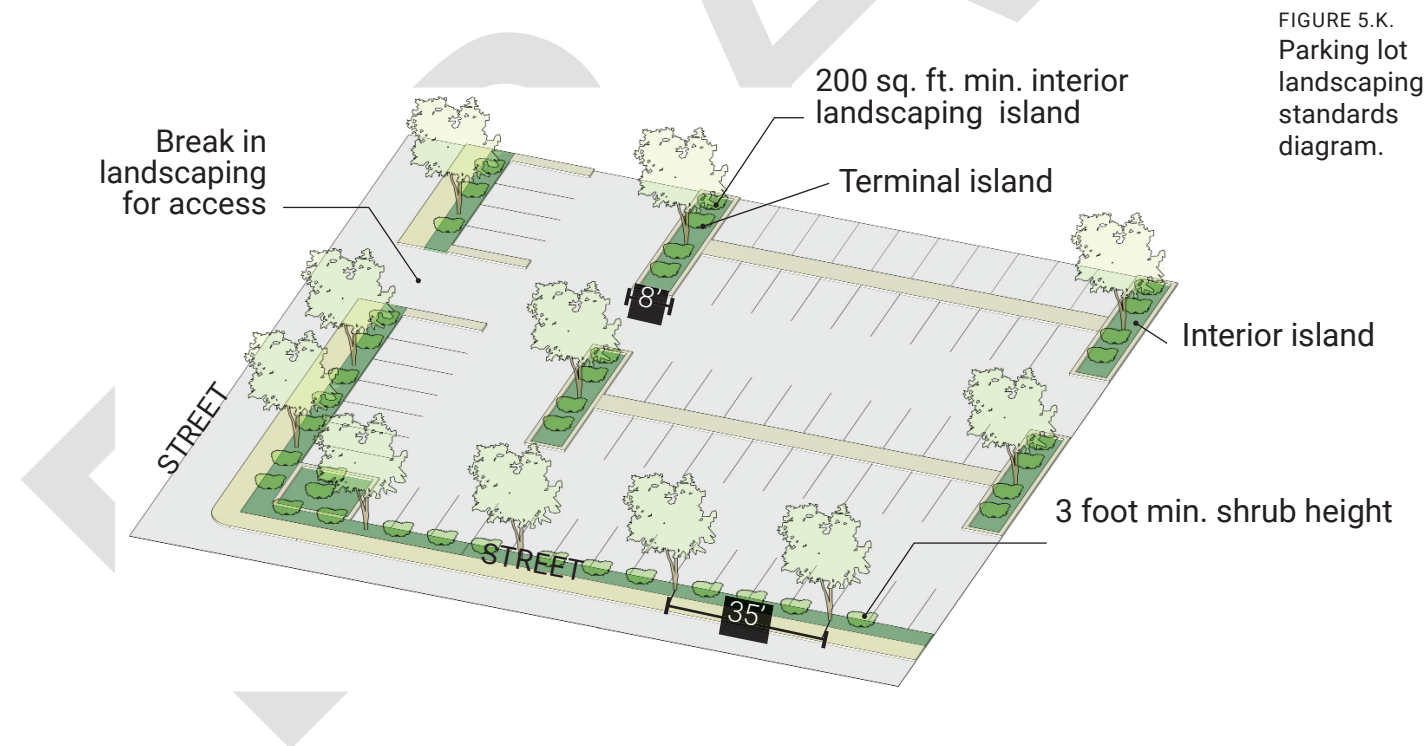 FIGURE 5.K.
Parking lot
landscaping
standards
diagram.
200 sq. ft. min. interior
landscaping island
Break in
landscaping
for access
Terminal island
8'
Interior island
STREET
3 foot min. shrub height
STREET
35'